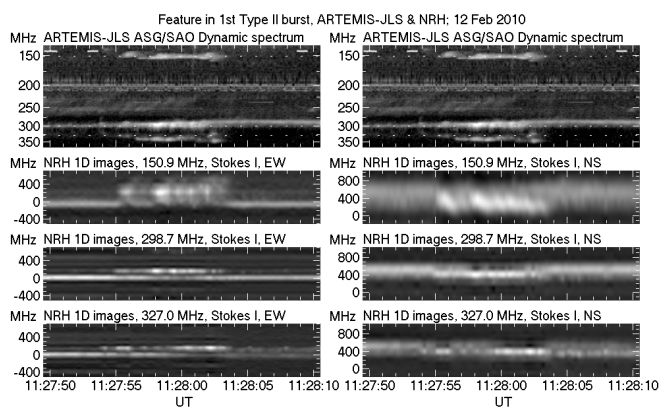 Feature in 1st Type II burst, ARTEMIS-JLS & NRH; 12 Feb 2010
MHz ARTEMIS-JLS ASG/SAO Dynamic spectrum MHz ARTEMIS-JLS ASG/SAO Dynamic spectrum
150 150
200 200
250 250
300 300
350 350
MHz NRH 1D images, 150.9 MHz, Stokes I, EW MHz NRH 1D images, 150.9 MHz, Stokes I, NS
400 800
0 400
-400 0
MHz NRH 1D images, 298.7 MHz, Stokes I, EW MHz NRH 1D images, 298.7 MHz, Stokes I, NS
400 800
0 400
-400 0
MHz NRH 1D images, 327.0 MHz, Stokes I, EW MHz NRH 1D images, 327.0 MHz, Stokes I, NS
400 800
0 400
-400 0
11:27:50 11:27:55 11:28:00 11:28:05 11:28:10 11:27:55 11:28:00 11:28:05 11:28:10
UT UT